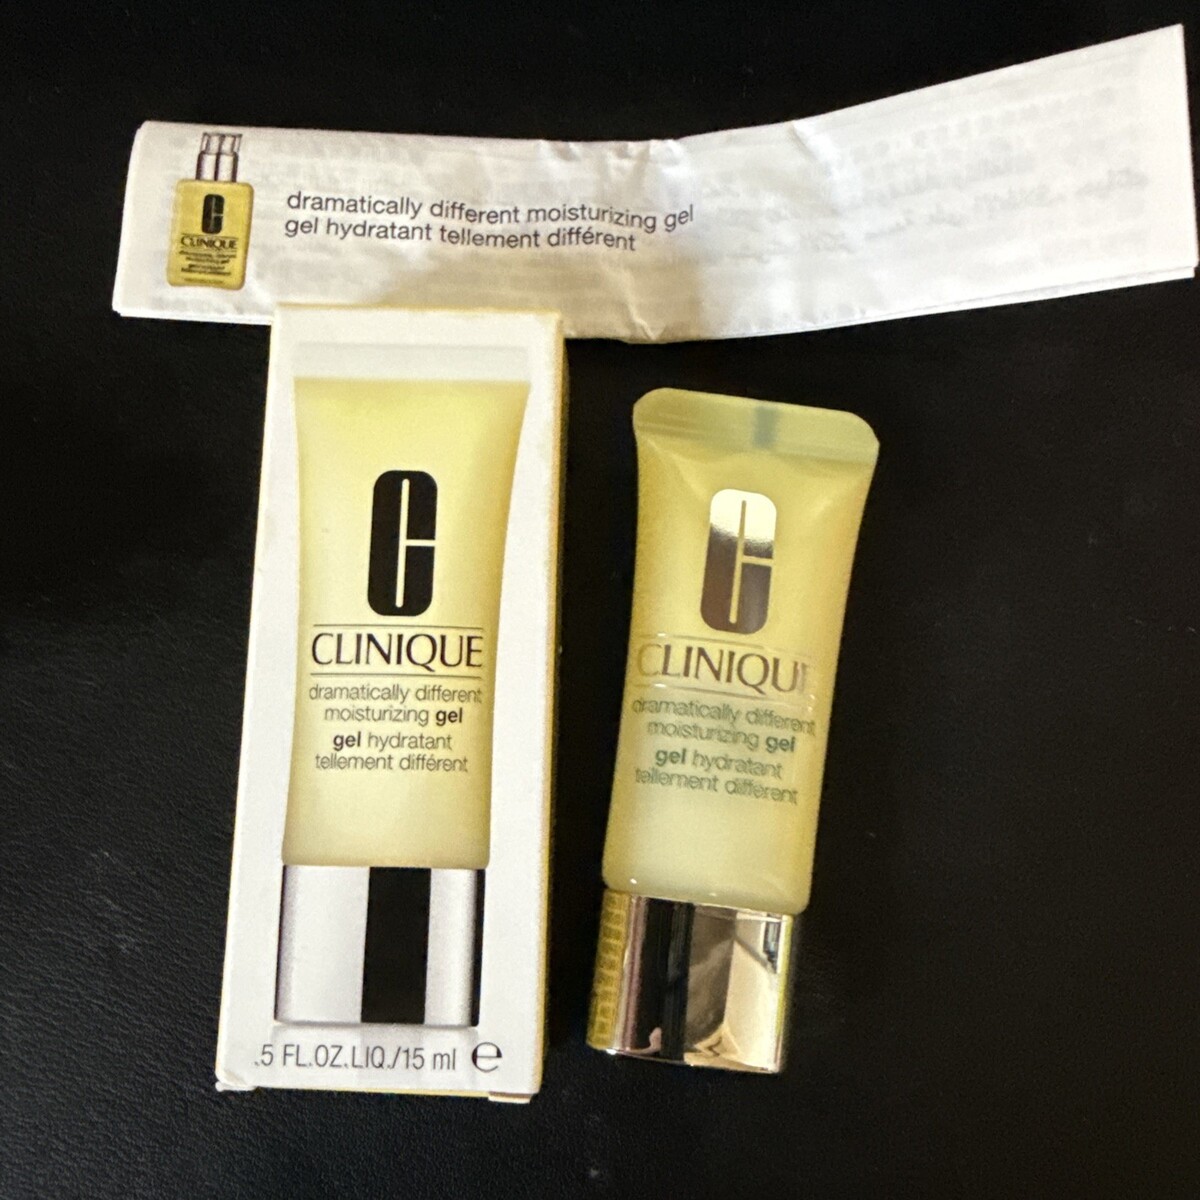 dramatically different moisturizing gel
gel hydratant tellement différent
CLINIQUE
CLINIQUE
dramatically different
moisturizing gel
gel hydratant
tellement différent
.5 FL.OZ.LIQ./15 ml e
CLINIQUE
dramatically different
moisturizing gel
gel hydratant
tellement différent